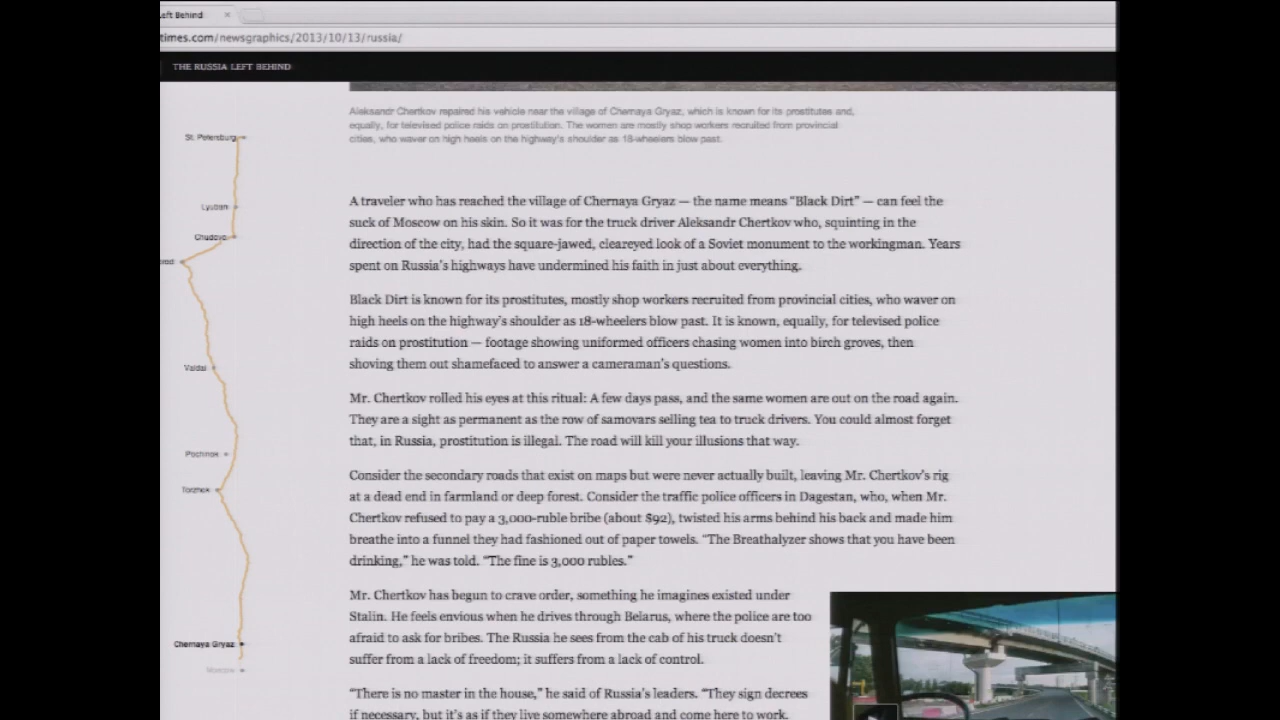 Left Behind
times.com/newsgraphics/2013/10/13/russia/
THE RUSSIA LEFT BEHIND
Aleksandr Chertkov repaired his vehicle near the village of Chernaya Gryaz, which is known for its prostitutes and,
equally, for televised police raids on prostitution. The women are mostly shop workers recruited from provincial
cities, who waver on high heels on the highway's shoulder as 18-wheelers blow past.
St. Petersburg
Lyuban
Chudovo
Valdai
Pochinok
Torzhok
Chernaya Gryaz
Moscow
A traveler who has reached the village of Chernaya Gryaz — the name means “Black Dirt” — can feel the
suck of Moscow on his skin. So it was for the truck driver Aleksandr Chertkov who, squinting in the
direction of the city, had the square-jawed, cleareyed look of a Soviet monument to the workingman. Years
spent on Russia's highways have undermined his faith in just about everything.
Black Dirt is known for its prostitutes, mostly shop workers recruited from provincial cities, who waver on
high heels on the highway's shoulder as 18-wheelers blow past. It is known, equally, for televised police
raids on prostitution — footage showing uniformed officers chasing women into birch groves, then
shoving them out shamefaced to answer a cameraman's questions.
Mr. Chertkov rolled his eyes at this ritual: A few days pass, and the same women are out on the road again.
They are a sight as permanent as the row of samovars selling tea to truck drivers. You could almost forget
that, in Russia, prostitution is illegal. The road will kill your illusions that way.
Consider the secondary roads that exist on maps but were never actually built, leaving Mr. Chertkov's rig
at a dead end in farmland or deep forest. Consider the traffic police officers in Dagestan, who, when Mr.
Chertkov refused to pay a 3,000-ruble bribe (about $92), twisted his arms behind his back and made him
breathe into a funnel they had fashioned out of paper towels. “The Breathalyzer shows that you have been
drinking,” he was told. “The fine is 3,000 rubles.”
Mr. Chertkov has begun to crave order, something he imagines existed under
Stalin. He feels envious when he drives through Belarus, where the police are too
afraid to ask for bribes. The Russia he sees from the cab of his truck doesn't
suffer from a lack of freedom; it suffers from a lack of control.
“There is no master in the house,” he said of Russia's leaders. “They sign decrees
if necessary, but it's as if they live somewhere abroad and come here to work.